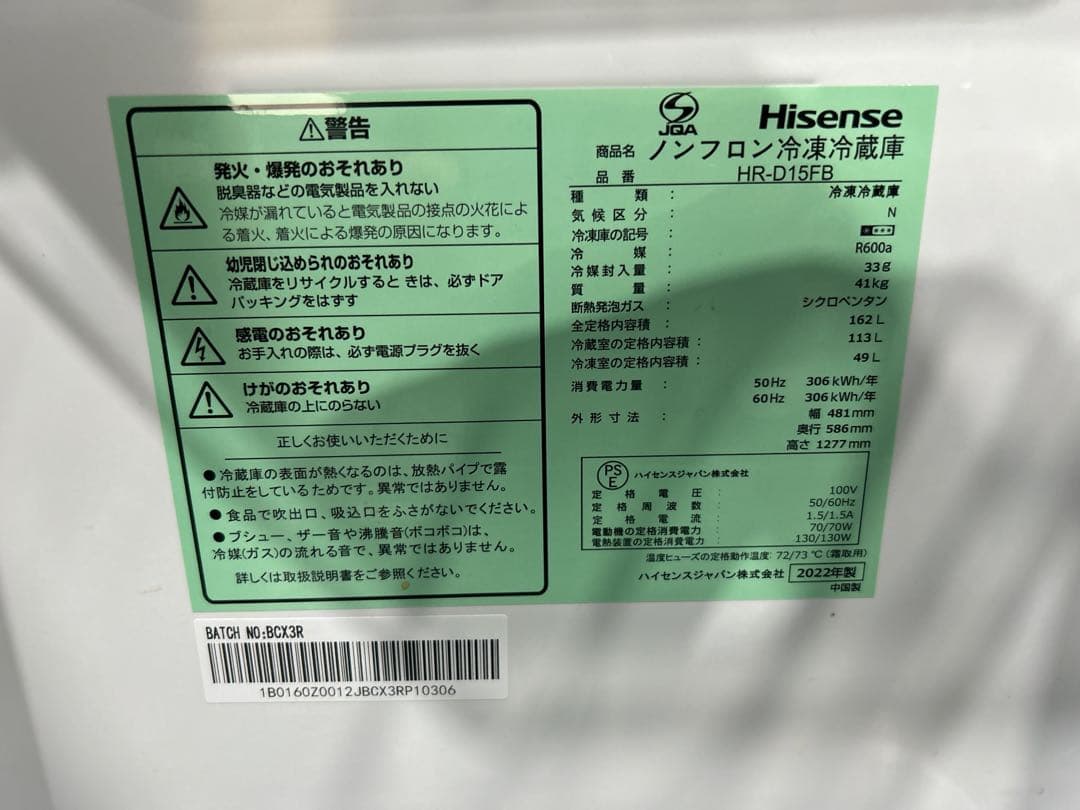 ⚠警告
発火・爆発のおそれあり
脱臭器などの電気製品を入れない
冷媒が漏れていると電気製品の接点の火花によ
る着火、着火による爆発の原因になります。
幼児閉じ込められのおそれあり
冷蔵庫をリサイクルするときは、必ずドア
パッキングをはずす
感電のおそれあり
お手入れの際は、必ず電源プラグを抜く
けがのおそれあり
冷蔵庫の上にのらない
正しくお使いいただくために
●冷蔵庫の表面が熱くなるのは、放熱パイプで露
付防止をしているためです。異常ではありません。
●食品で吹出口、吸込口をふさがないでください。
●ブシュー、ザー音や沸騰音(ボコボコ)は、
冷媒(ガス)の流れる音で、異常ではありません。
詳しくは取扱説明書をご参照ください。
JQA
Hisense
商品名 ノンフロン冷凍冷蔵庫
品番 HR-D15FB
種類 : 冷凍冷蔵庫
気候区分 : N
冷凍庫の記号 :
冷媒 : R600a
冷媒封入量 : 33g
質量 : 41kg
断熱発泡ガス : シクロペンタン
全定格内容積 : 162L
冷蔵室の定格内容積 : 113L
冷凍室の定格内容積 : 49L
消費電力量 : 50Hz 306kWh/年
60Hz 306kWh/年
外形寸法 : 幅 481mm
奥行 586mm
高さ 1277mm
PSE ハイセンスジャパン株式会社
定格電圧 : 100V
定格周波数 : 50/60Hz
定格電流 : 1.5/1.5A
電動機の定格消費電力 : 70/70W
電熱装置の定格消費電力 : 130/130W
温度ヒューズの定格動作温度: 72/73℃(霜取用)
ハイセンスジャパン株式会社 2022年製
中国製
BATCH NO:BCX3R
1B0160Z0012JBCX3RP10306